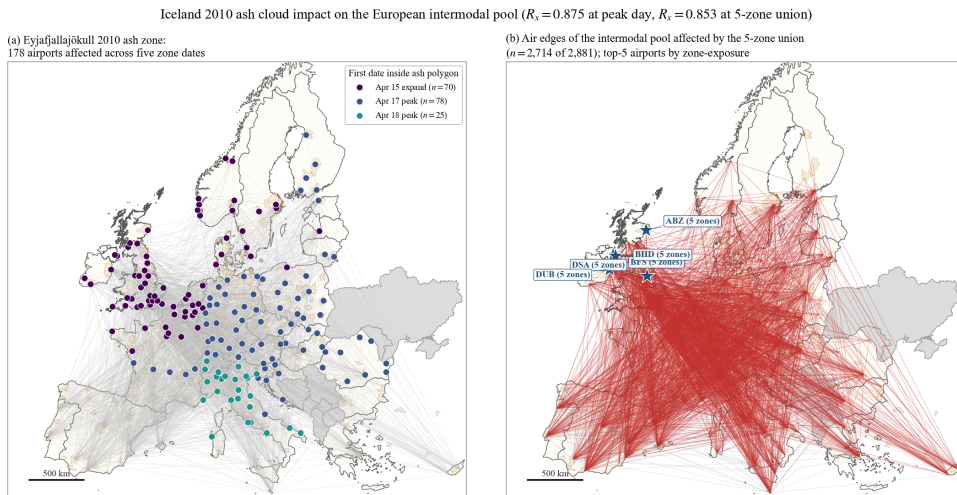 Iceland 2010 ash cloud impact on the European intermodal pool (Rₓ = 0.875 at peak day, Rₓ = 0.853 at 5-zone union)
(a) Eyjafjallajökull 2010 ash zone:
178 airports affected across five zone dates
First date inside ash polygon
Apr 15 expand (n = 70)
Apr 17 peak (n = 78)
Apr 18 peak (n = 25)
500 km
(b) Air edges of the intermodal pool affected by the 5-zone union
(n = 2,714 of 2,881); top-5 airports by zone-exposure
ABZ (5 zones)
BHD (5 zones)
BFS (5 zones)
DSA (5 zones)
DUB (5 zones)
500 km